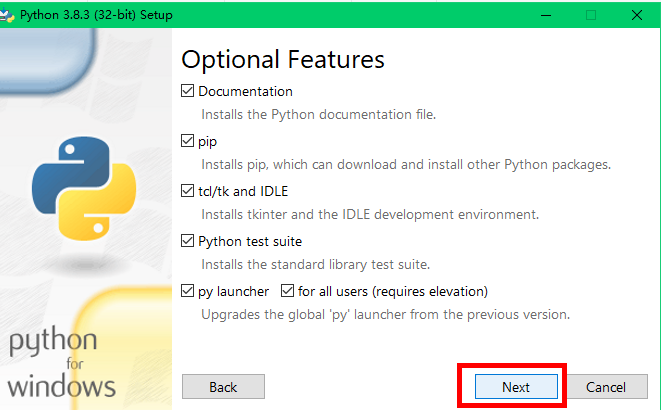 Python 3.8.3 (32-bit) Setup
Optional Features
Documentation
Installs the Python documentation file.
pip
Installs pip, which can download and install other Python packages.
tcl/tk and IDLE
Installs tkinter and the IDLE development environment.
Python test suite
Installs the standard library test suite.
py launcher for all users (requires elevation)
Upgrades the global 'py' launcher from the previous version.
python
for
windows
Back Next Cancel